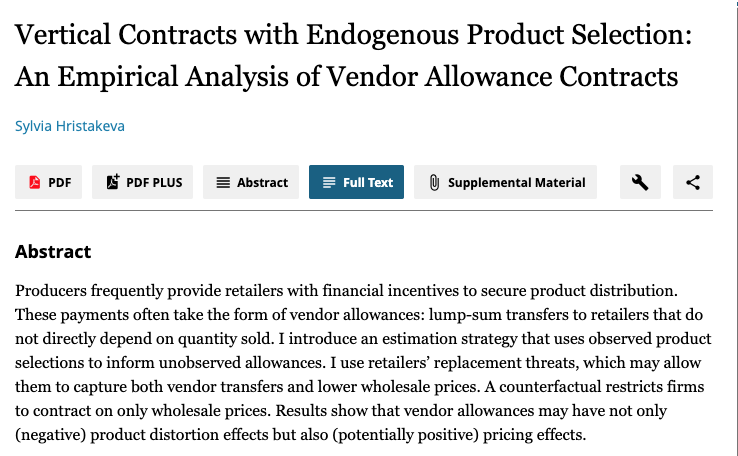 Vertical Contracts with Endogenous Product Selection:
An Empirical Analysis of Vendor Allowance Contracts
Sylvia Hristakeva
PDF PDF PLUS Abstract Full Text Supplemental Material
Abstract
Producers frequently provide retailers with financial incentives to secure product distribution.
These payments often take the form of vendor allowances: lump-sum transfers to retailers that do
not directly depend on quantity sold. I introduce an estimation strategy that uses observed product
selections to inform unobserved allowances. I use retailers’ replacement threats, which may allow
them to capture both vendor transfers and lower wholesale prices. A counterfactual restricts firms
to contract on only wholesale prices. Results show that vendor allowances may have not only
(negative) product distortion effects but also (potentially positive) pricing effects.